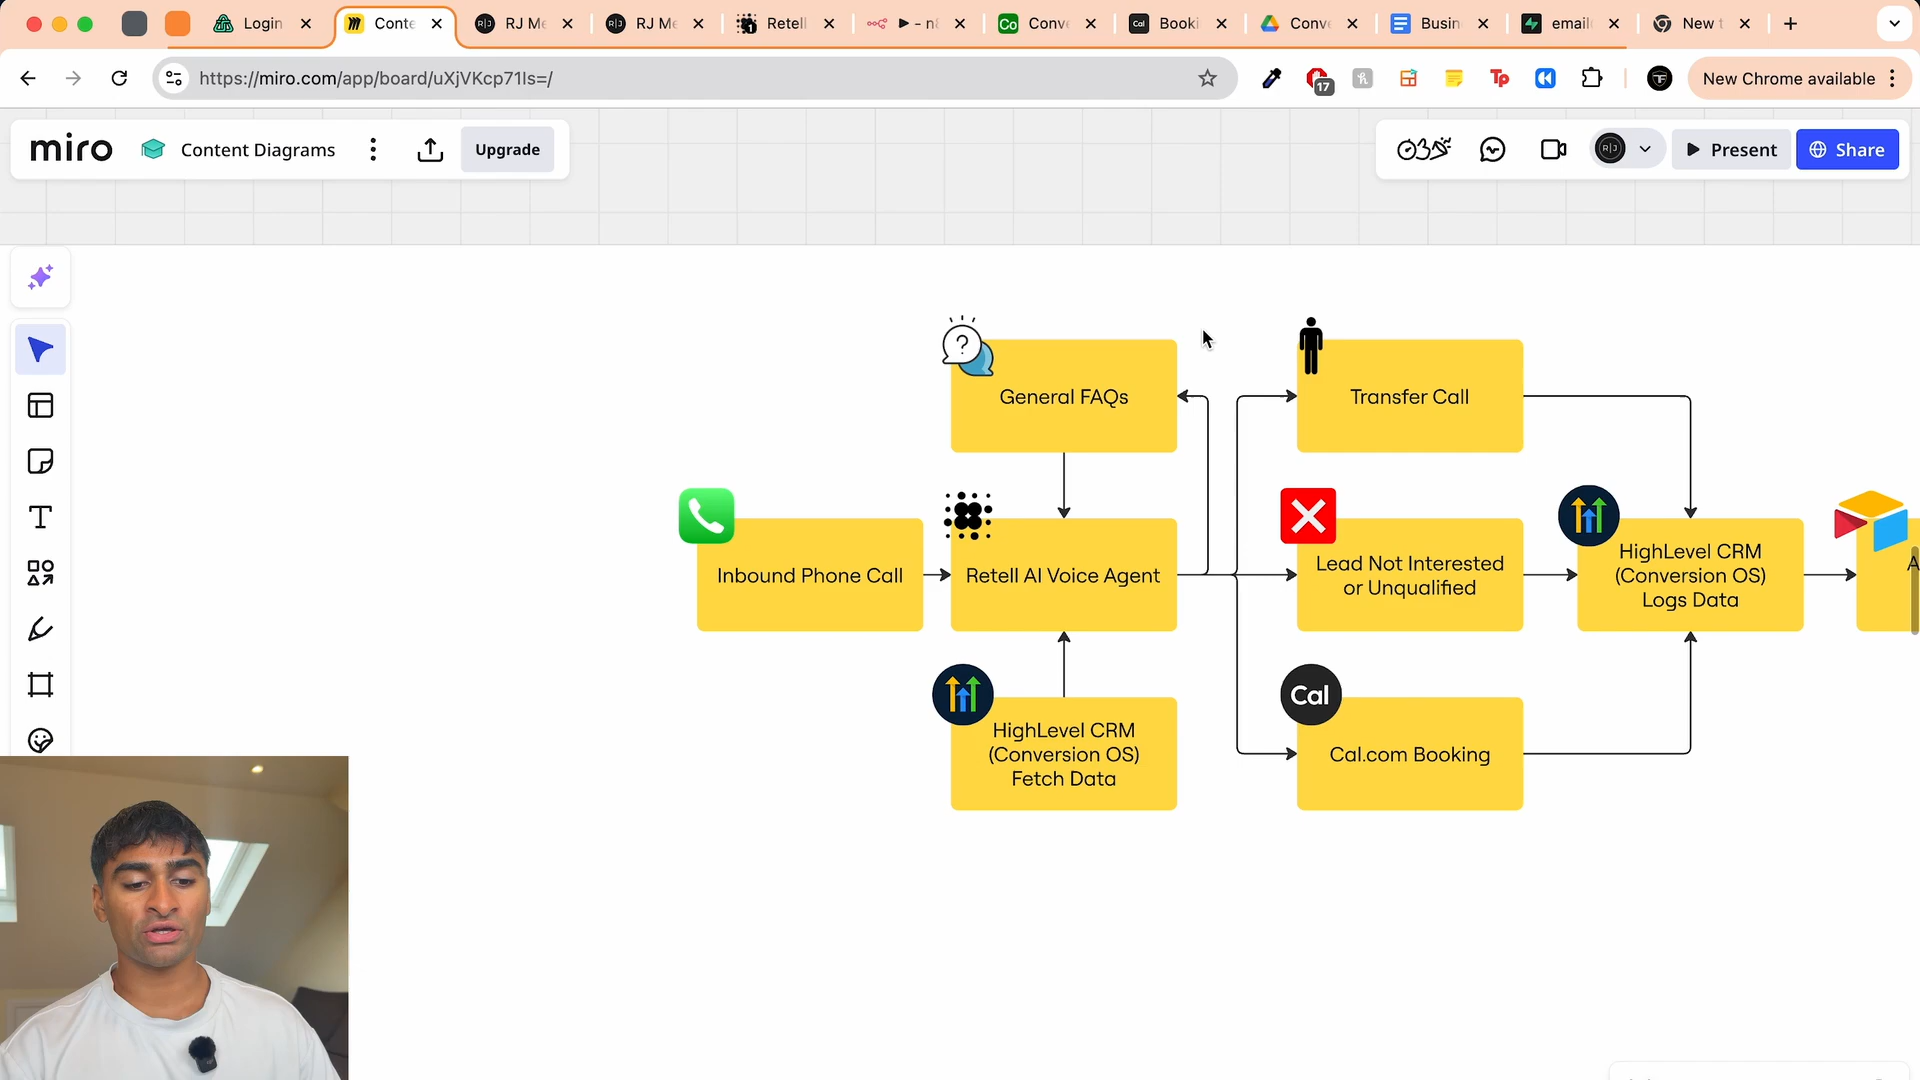 Login
Conte
RJ Me
RJ Me
Retell
- n8
Conve
Booki
Conve
Busin
email
New t
https://miro.com/app/board/uXjVKcp71Is=/
17
New Chrome available
miro
Content Diagrams
Upgrade
Present
Share
General FAQs
Transfer Call
Inbound Phone Call
Retell AI Voice Agent
Lead Not Interested
or Unqualified
HighLevel CRM
(Conversion OS)
Logs Data
A
HighLevel CRM
(Conversion OS)
Fetch Data
Cal
Cal.com Booking